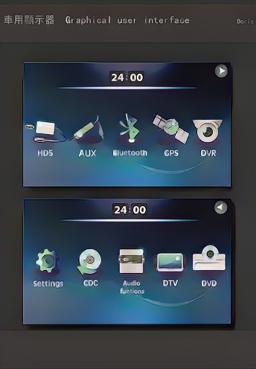 車用顯示器 Graphical user interface
Doris
24:00
HDS AUX Bluetooth GPS DVR
24:00
Settings CDC Audio funtions DTV DVD